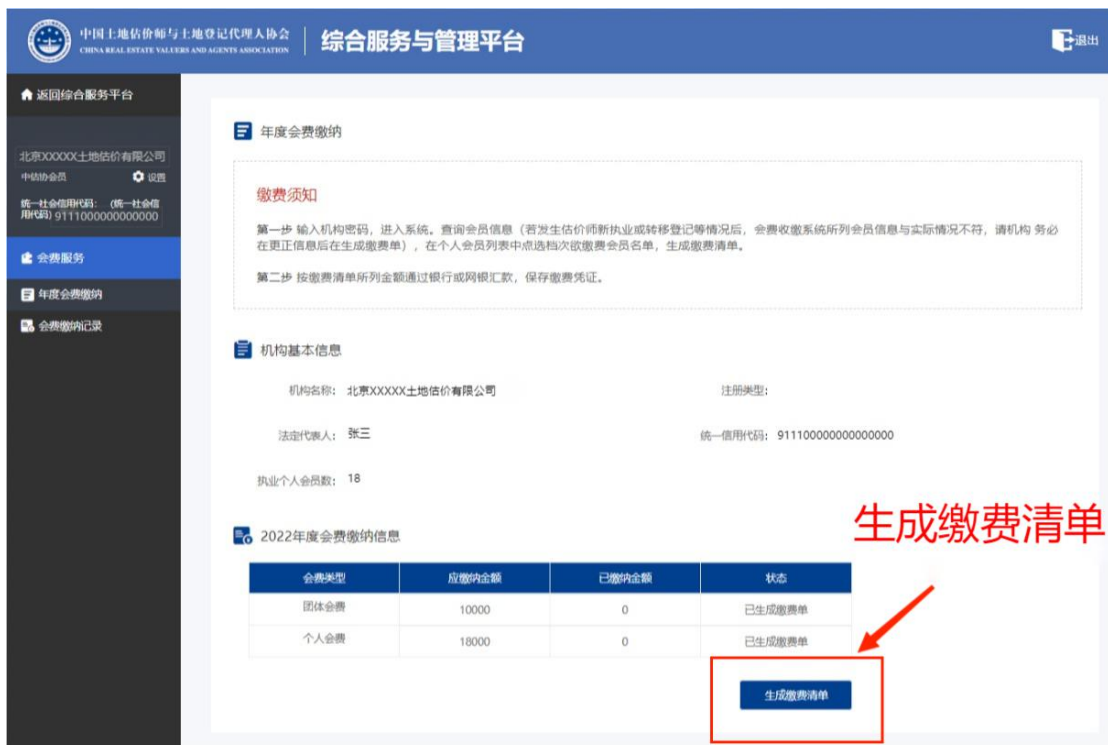 中国土地估价师与土地登记代理人协会
CHINA REAL ESTATE VALUERS AND AGENTS ASSOCIATION
综合服务与管理平台
退出
返回综合服务平台
北京XXXXX土地估价有限公司
中估协会员
设置
统一社会信用代码: (统一社会信
用代码) 9111000000000000
会费服务
年度会费缴纳
会费缴纳记录
年度会费缴纳
缴费须知
第一步 输入机构密码，进入系统。查询会员信息（若发生估价师新执业或转移登记等情况后，会费收缴系统所列会员信息与实际情况不符，请机构 务必
在更正信息后在生成缴费单），在个人会员列表中点选档次欲缴费会员名单，生成缴费清单。
第二步 按缴费清单所列金额通过银行或网银汇款，保存缴费凭证。
机构基本信息
机构名称: 北京XXXXX土地估价有限公司
注册类型:
法定代表人: 张三
统一信用代码: 911100000000000000
执业个人会员数: 18
生成缴费清单
2022年度会费缴纳信息
会费类型 应缴纳金额 已缴纳金额 状态
团体会费 10000 0 已生成缴费单
个人会费 18000 0 已生成缴费单
生成缴费清单